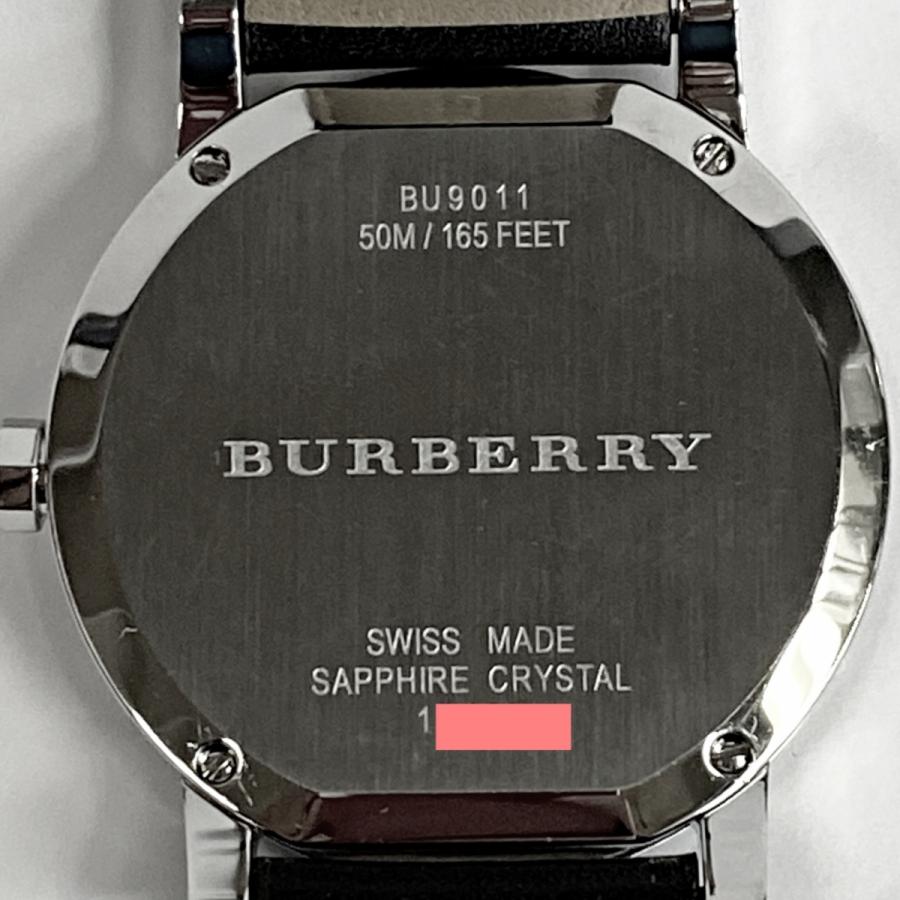 BU9011
50M / 165 FEET
BURBERRY
SWISS MADE
SAPPHIRE CRYSTAL
1